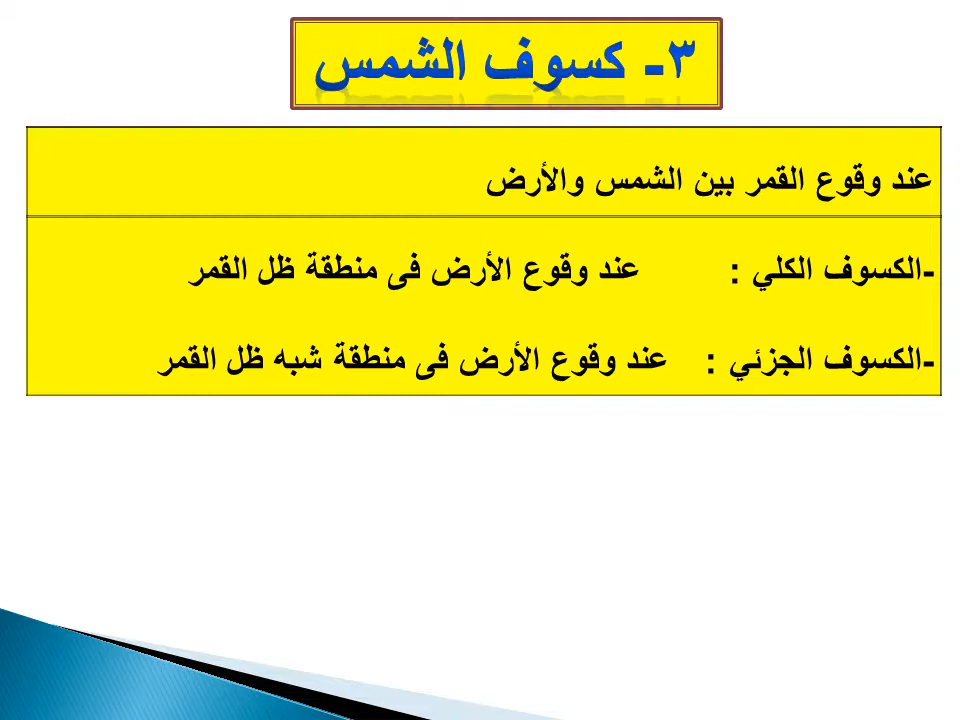 ٣- كسوف الشمس
عند وقوع القمر بين الشمس والأرض
-الكسوف الكلي : عند وقوع الأرض فى منطقة ظل القمر
-الكسوف الجزئي : عند وقوع الأرض فى منطقة شبه ظل القمر